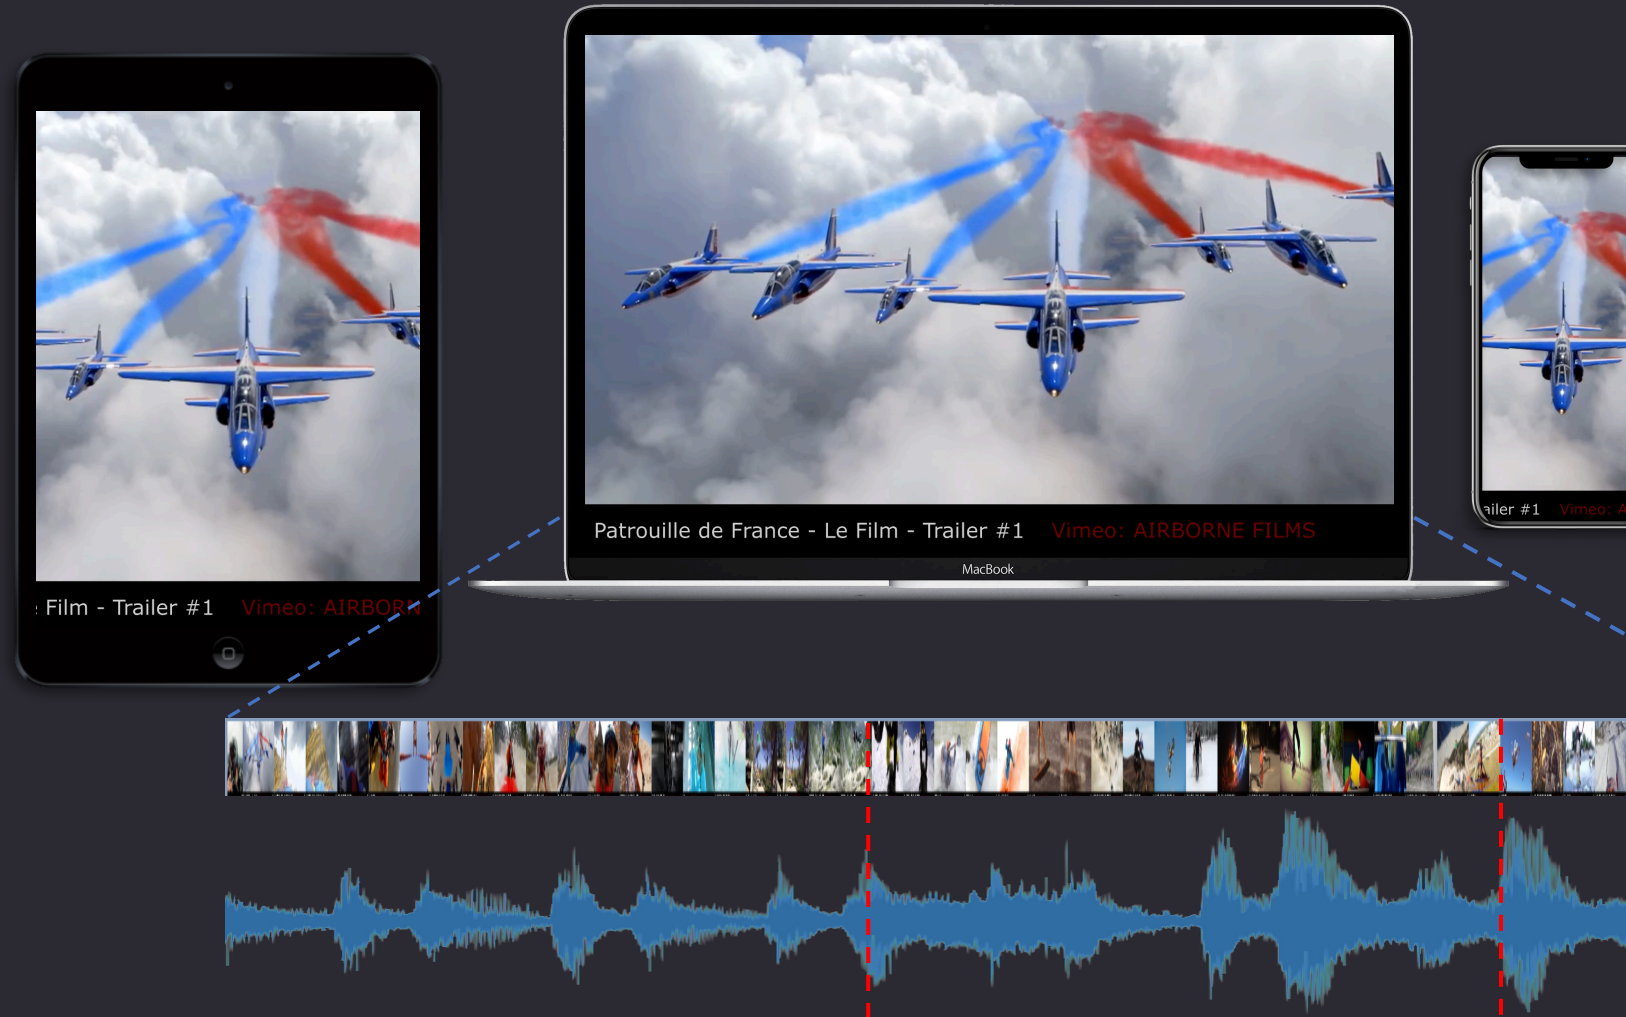 Patrouille de France - Le Film - Trailer #1 Vimeo: AIRBORNE FILMS
MacBook
Film - Trailer #1 Vimeo: AIRBORN
ailer #1 Vimeo: A